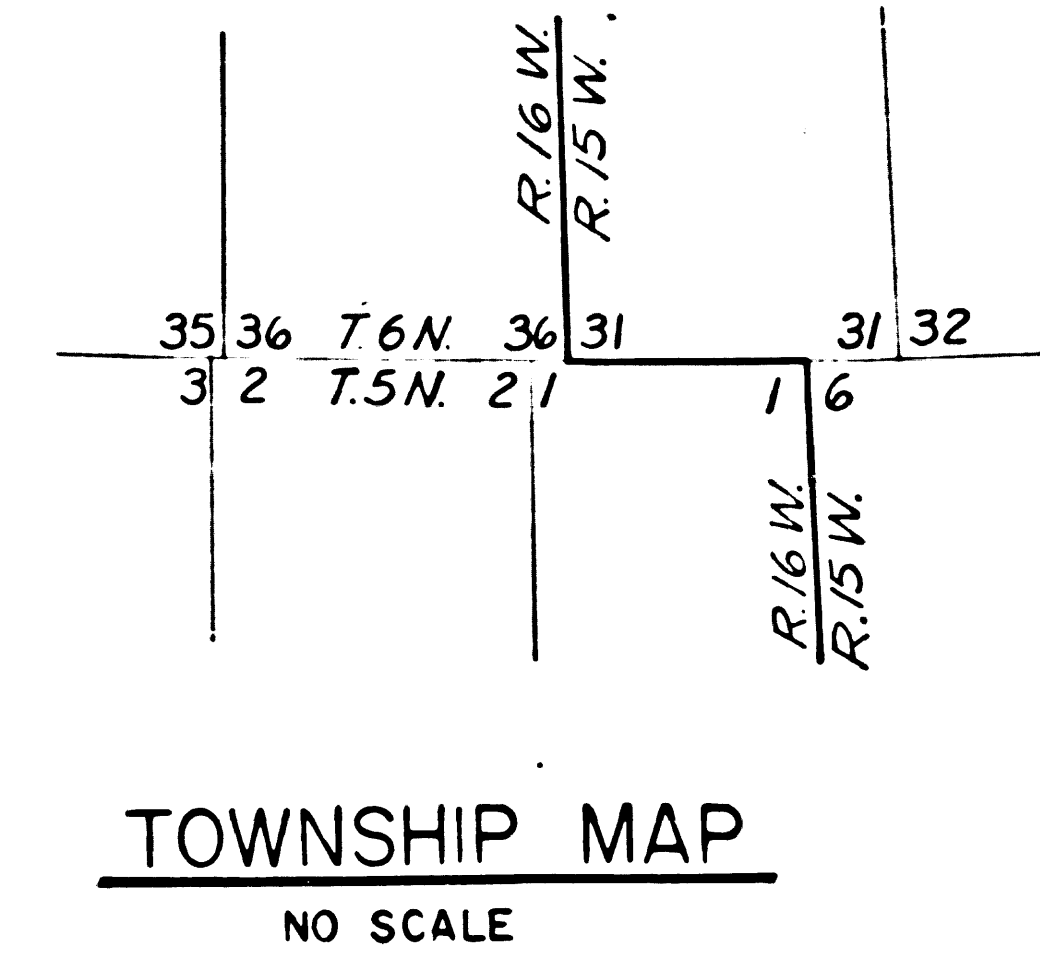 R. 16 W.
R. 15 W.
35 36 T. 6 N. 36 31 31 32
3 2 T. 5 N. 2 1 1 6
R. 16 W.
R. 15 W.
TOWNSHIP MAP
NO SCALE